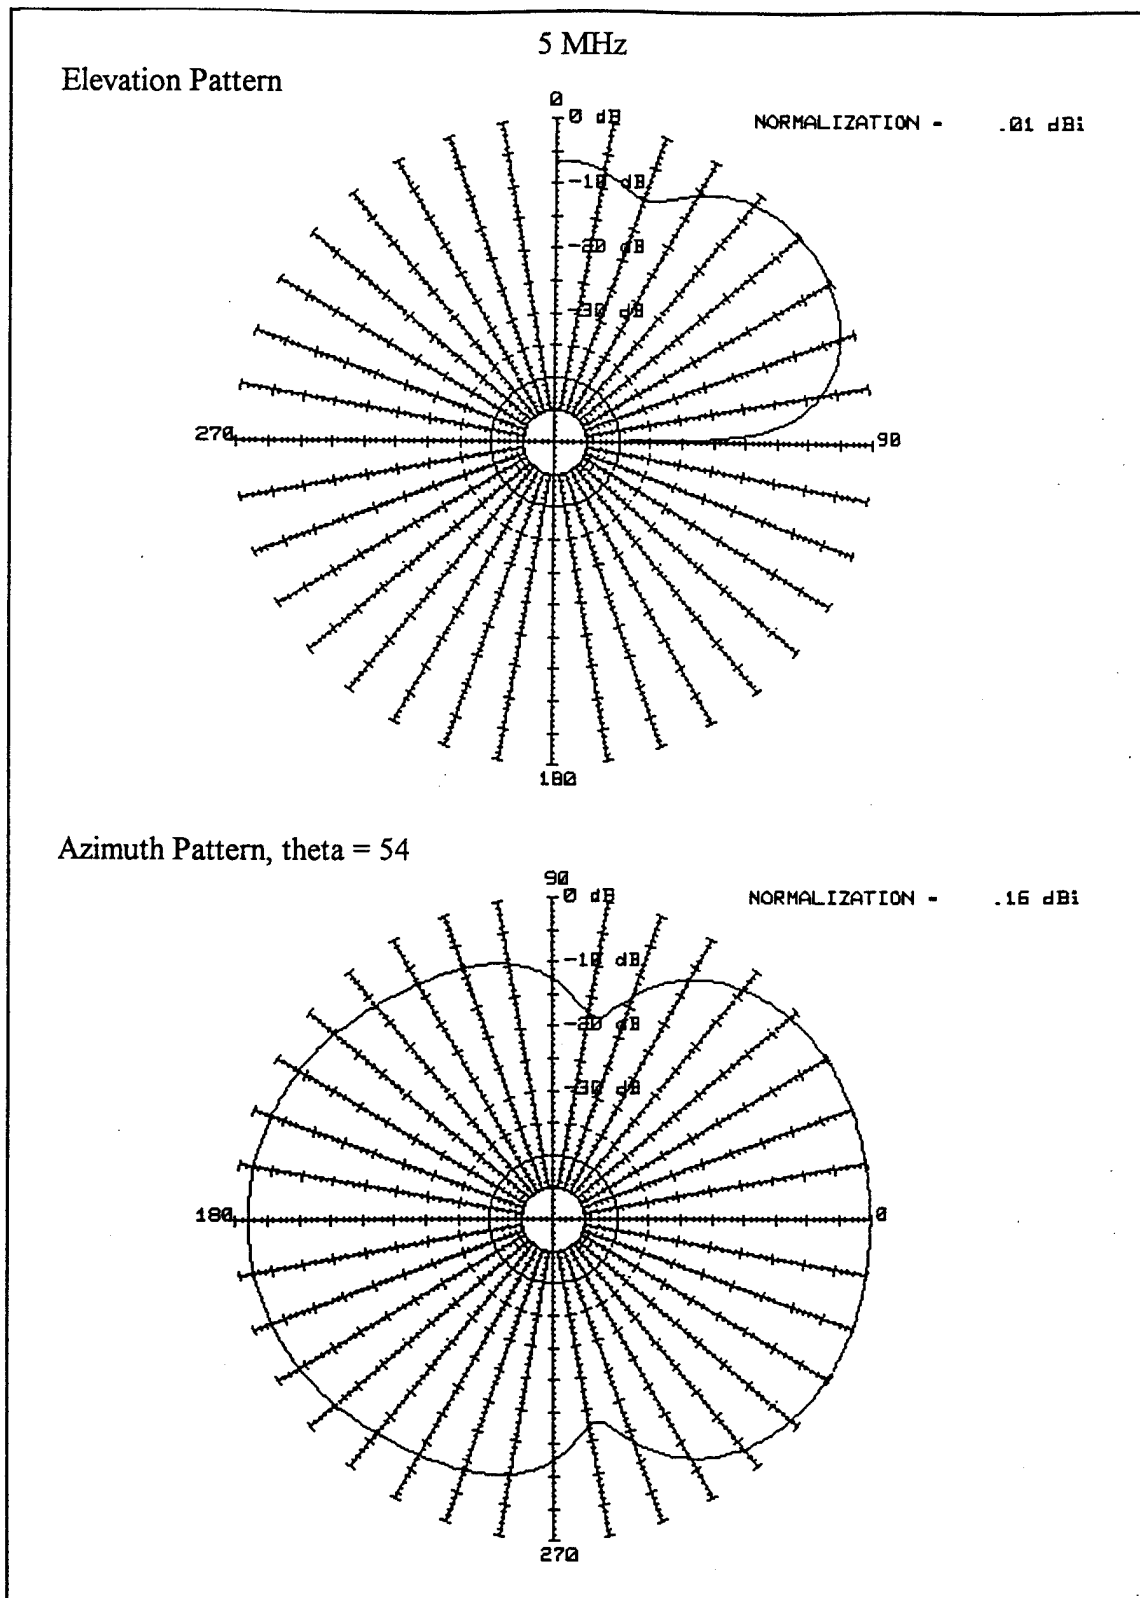 5 MHz
Elevation Pattern
0
0 dB
NORMALIZATION = .01 dBi
-10 dB
-20 dB
-30 dB
270
90
180
Azimuth Pattern, theta = 54
90
0 dB
NORMALIZATION = .16 dBi
-10 dB
-20 dB
-30 dB
180
0
270